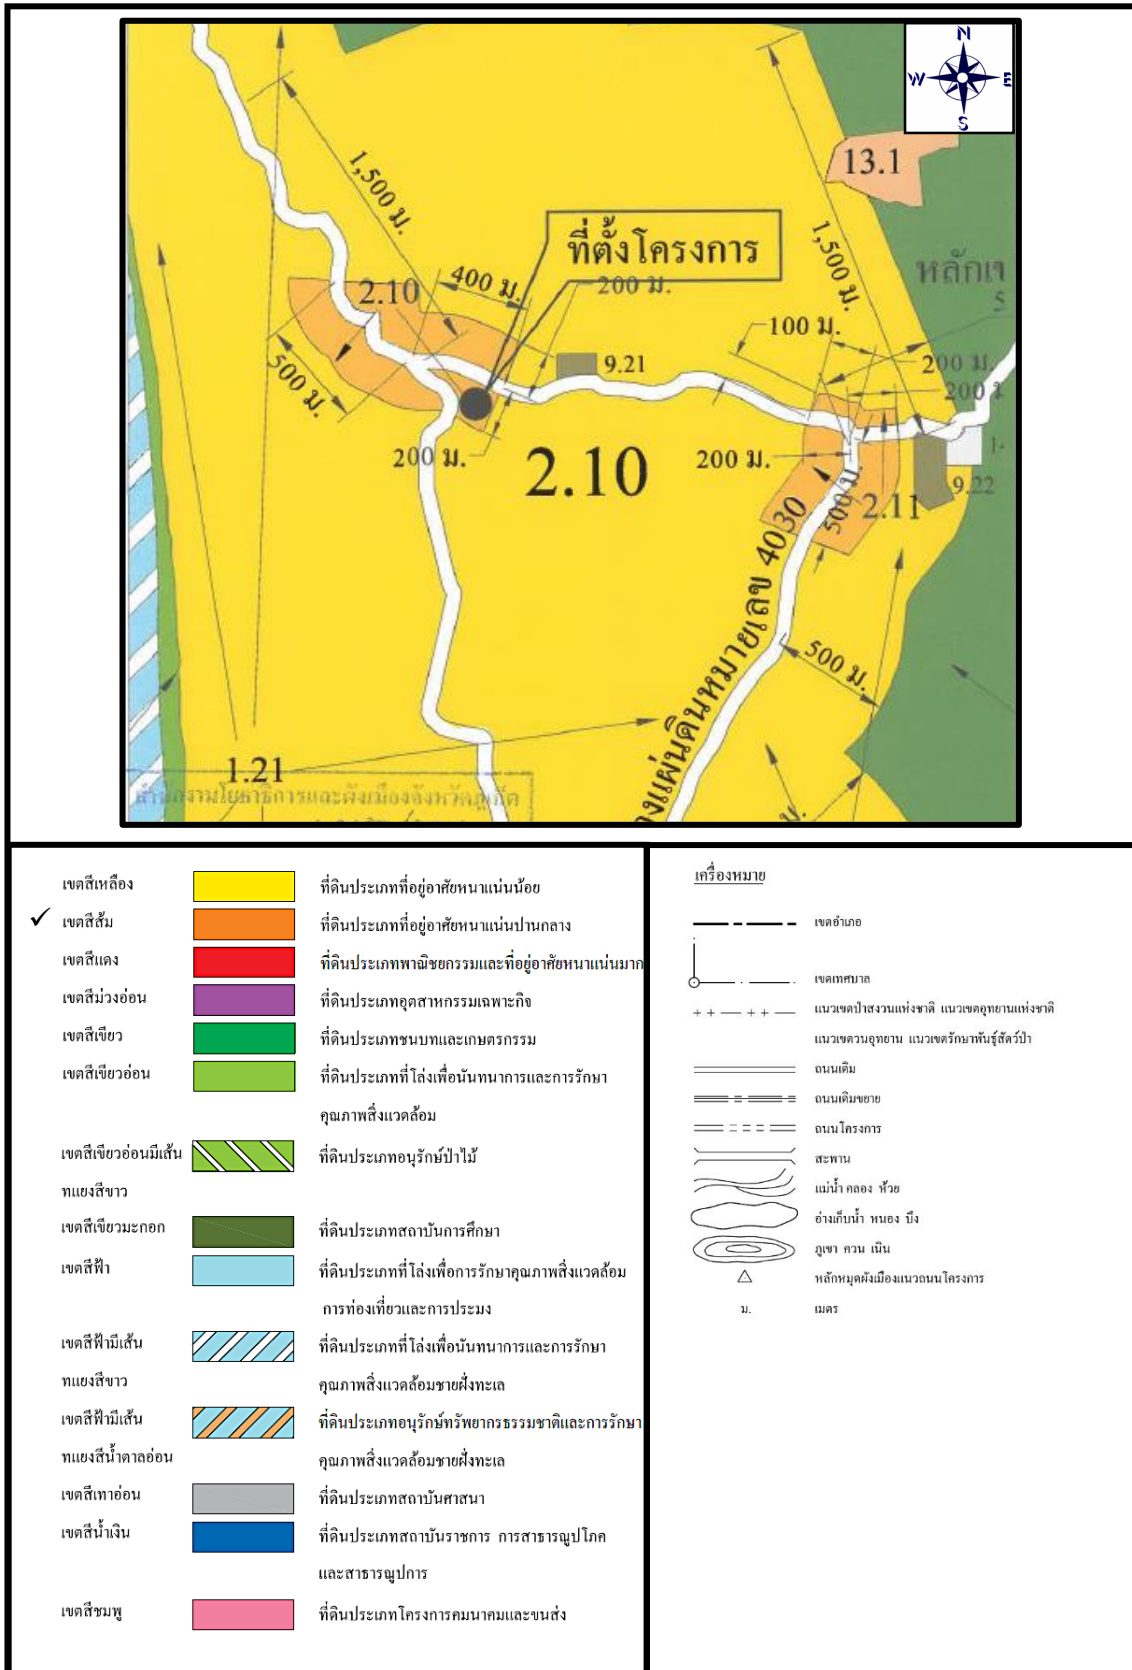 N
W
E
S
13.1
1,500 ม.
1,500 ม.
ที่ตั้งโครงการ
หลักเ
5
400 ม.
200 ม.
2.10
100 ม.
9.21
200 ม.
500 ม.
200
200 ม.
2.10
200 ม.
9.22
2.11
500 ม.
แผ่นดินหมายเลข 4030
500 ม.
1.21
สำนักงานโยธาธิการและผังเมืองจังหวัดภูเก็ต
ม.
เขตสีเหลือง ที่ดินประเภทที่อยู่อาศัยหนาแน่นน้อย
✓ เขตสีส้ม ที่ดินประเภทที่อยู่อาศัยหนาแน่นปานกลาง
เขตสีแดง ที่ดินประเภทพาณิชยกรรมและที่อยู่อาศัยหนาแน่นมาก
เขตสีม่วงอ่อน ที่ดินประเภทอุตสาหกรรมเฉพาะกิจ
เขตสีเขียว ที่ดินประเภทชนบทและเกษตรกรรม
เขตสีเขียวอ่อน ที่ดินประเภทที่โล่งเพื่อนันทนาการและการรักษา
คุณภาพสิ่งแวดล้อม
เขตสีเขียวอ่อนมีเส้น ที่ดินประเภทอนุรักษ์ป่าไม้
ทแยงสีขาว
เขตสีเขียวมะกอก ที่ดินประเภทสถาบันการศึกษา
เขตสีฟ้า ที่ดินประเภทที่โล่งเพื่อการรักษาคุณภาพสิ่งแวดล้อม
การท่องเที่ยวและการประมง
เขตสีฟ้ามีเส้น ที่ดินประเภทที่โล่งเพื่อนันทนาการและการรักษา
ทแยงสีขาว คุณภาพสิ่งแวดล้อมชายฝั่งทะเล
เขตสีฟ้ามีเส้น ที่ดินประเภทอนุรักษ์ทรัพยากรธรรมชาติและการรักษา
ทแยงสีน้ำตาลอ่อน คุณภาพสิ่งแวดล้อมชายฝั่งทะเล
เขตสีเทาอ่อน ที่ดินประเภทสถาบันศาสนา
เขตสีน้ำเงิน ที่ดินประเภทสถาบันราชการ การสาธารณูปโภค
และสาธารณูปการ
เขตสีชมพู ที่ดินประเภทโครงการคมนาคมและขนส่ง
เครื่องหมาย
เขตอำเภอ
เขตเทศบาล
แนวเขตป่าสงวนแห่งชาติ แนวเขตอุทยานแห่งชาติ
แนวเขตวนอุทยาน แนวเขตรักษาพันธุ์สัตว์ป่า
ถนนเดิม
ถนนเดิมขยาย
ถนนโครงการ
สะพาน
แม่น้ำ คลอง ห้วย
อ่างเก็บน้ำ หนอง บึง
ภูเขา ควน เนิน
หลักหมุดผังเมืองแนวถนนโครงการ
ม. เมตร